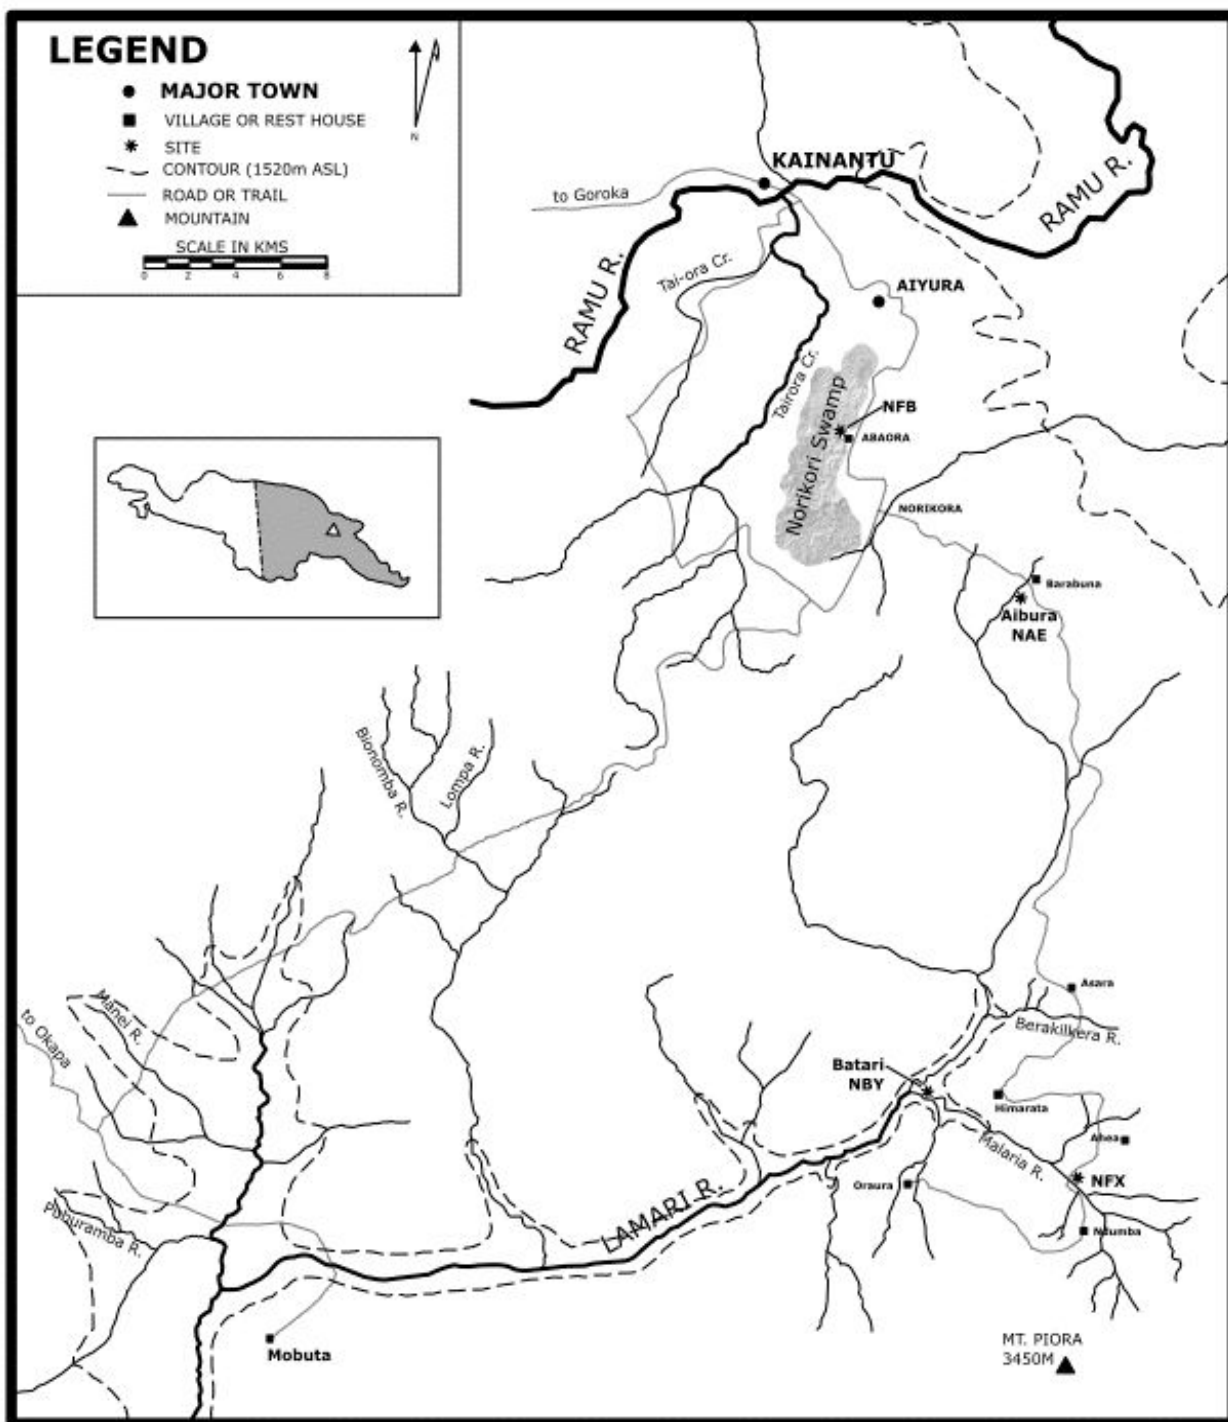 LEGEND
MAJOR TOWN
VILLAGE OR REST HOUSE
SITE
CONTOUR (1520m ASL)
ROAD OR TRAIL
MOUNTAIN
SCALE IN KMS
0 2 4 6 8
N
KAINANTU
to Goroka
RAMU R.
RAMU R.
Tai-ora Cr.
AIYURA
Tairora Cr.
Norikori Swamp
NFB
ABAORA
NORIKORA
Barabuna
Aibura
NAE
Bionomba R.
Lompa R.
Asara
Manei R.
to Okapa
Berakilkera R.
Batari
NBY
Himarata
Malaria R.
Ahea
Oraura
NFX
LAMARI R.
Puburamba R.
Ndumba
Mobuta
MT. PIORA
3450M